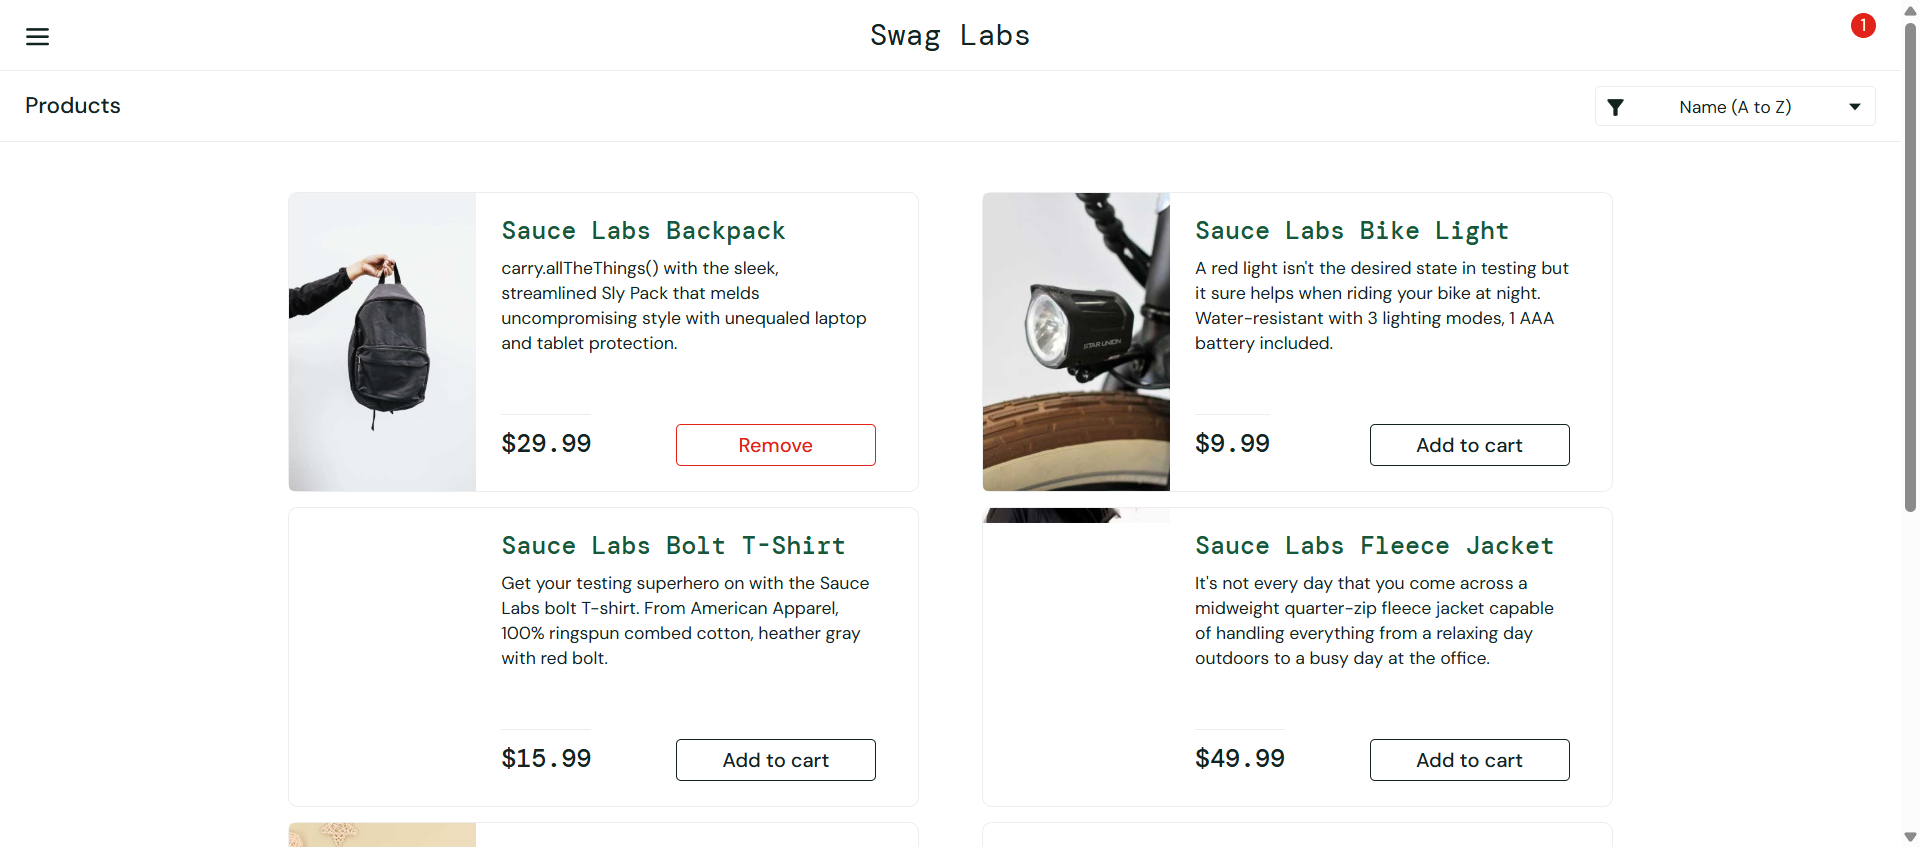 Swag Labs
1
Products
Name (A to Z)
Sauce Labs Backpack
carry.allTheThings() with the sleek,
streamlined Sly Pack that melds
uncompromising style with unequaled laptop
and tablet protection.
$29.99
Remove
Sauce Labs Bike Light
A red light isn't the desired state in testing but
it sure helps when riding your bike at night.
Water-resistant with 3 lighting modes, 1 AAA
battery included.
STAR UNION
$9.99
Add to cart
Sauce Labs Bolt T-Shirt
Get your testing superhero on with the Sauce
Labs bolt T-shirt. From American Apparel,
100% ringspun combed cotton, heather gray
with red bolt.
$15.99
Add to cart
Sauce Labs Fleece Jacket
It's not every day that you come across a
midweight quarter-zip fleece jacket capable
of handling everything from a relaxing day
outdoors to a busy day at the office.
$49.99
Add to cart